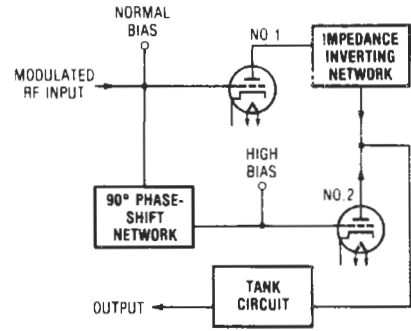 NORMAL
BIAS
NO 1
IMPEDANCE
INVERTING
NETWORK
MODULATED
RF INPUT
HIGH
BIAS
NO.2
90° PHASE-
SHIFT
NETWORK
TANK
CIRCUIT
OUTPUT